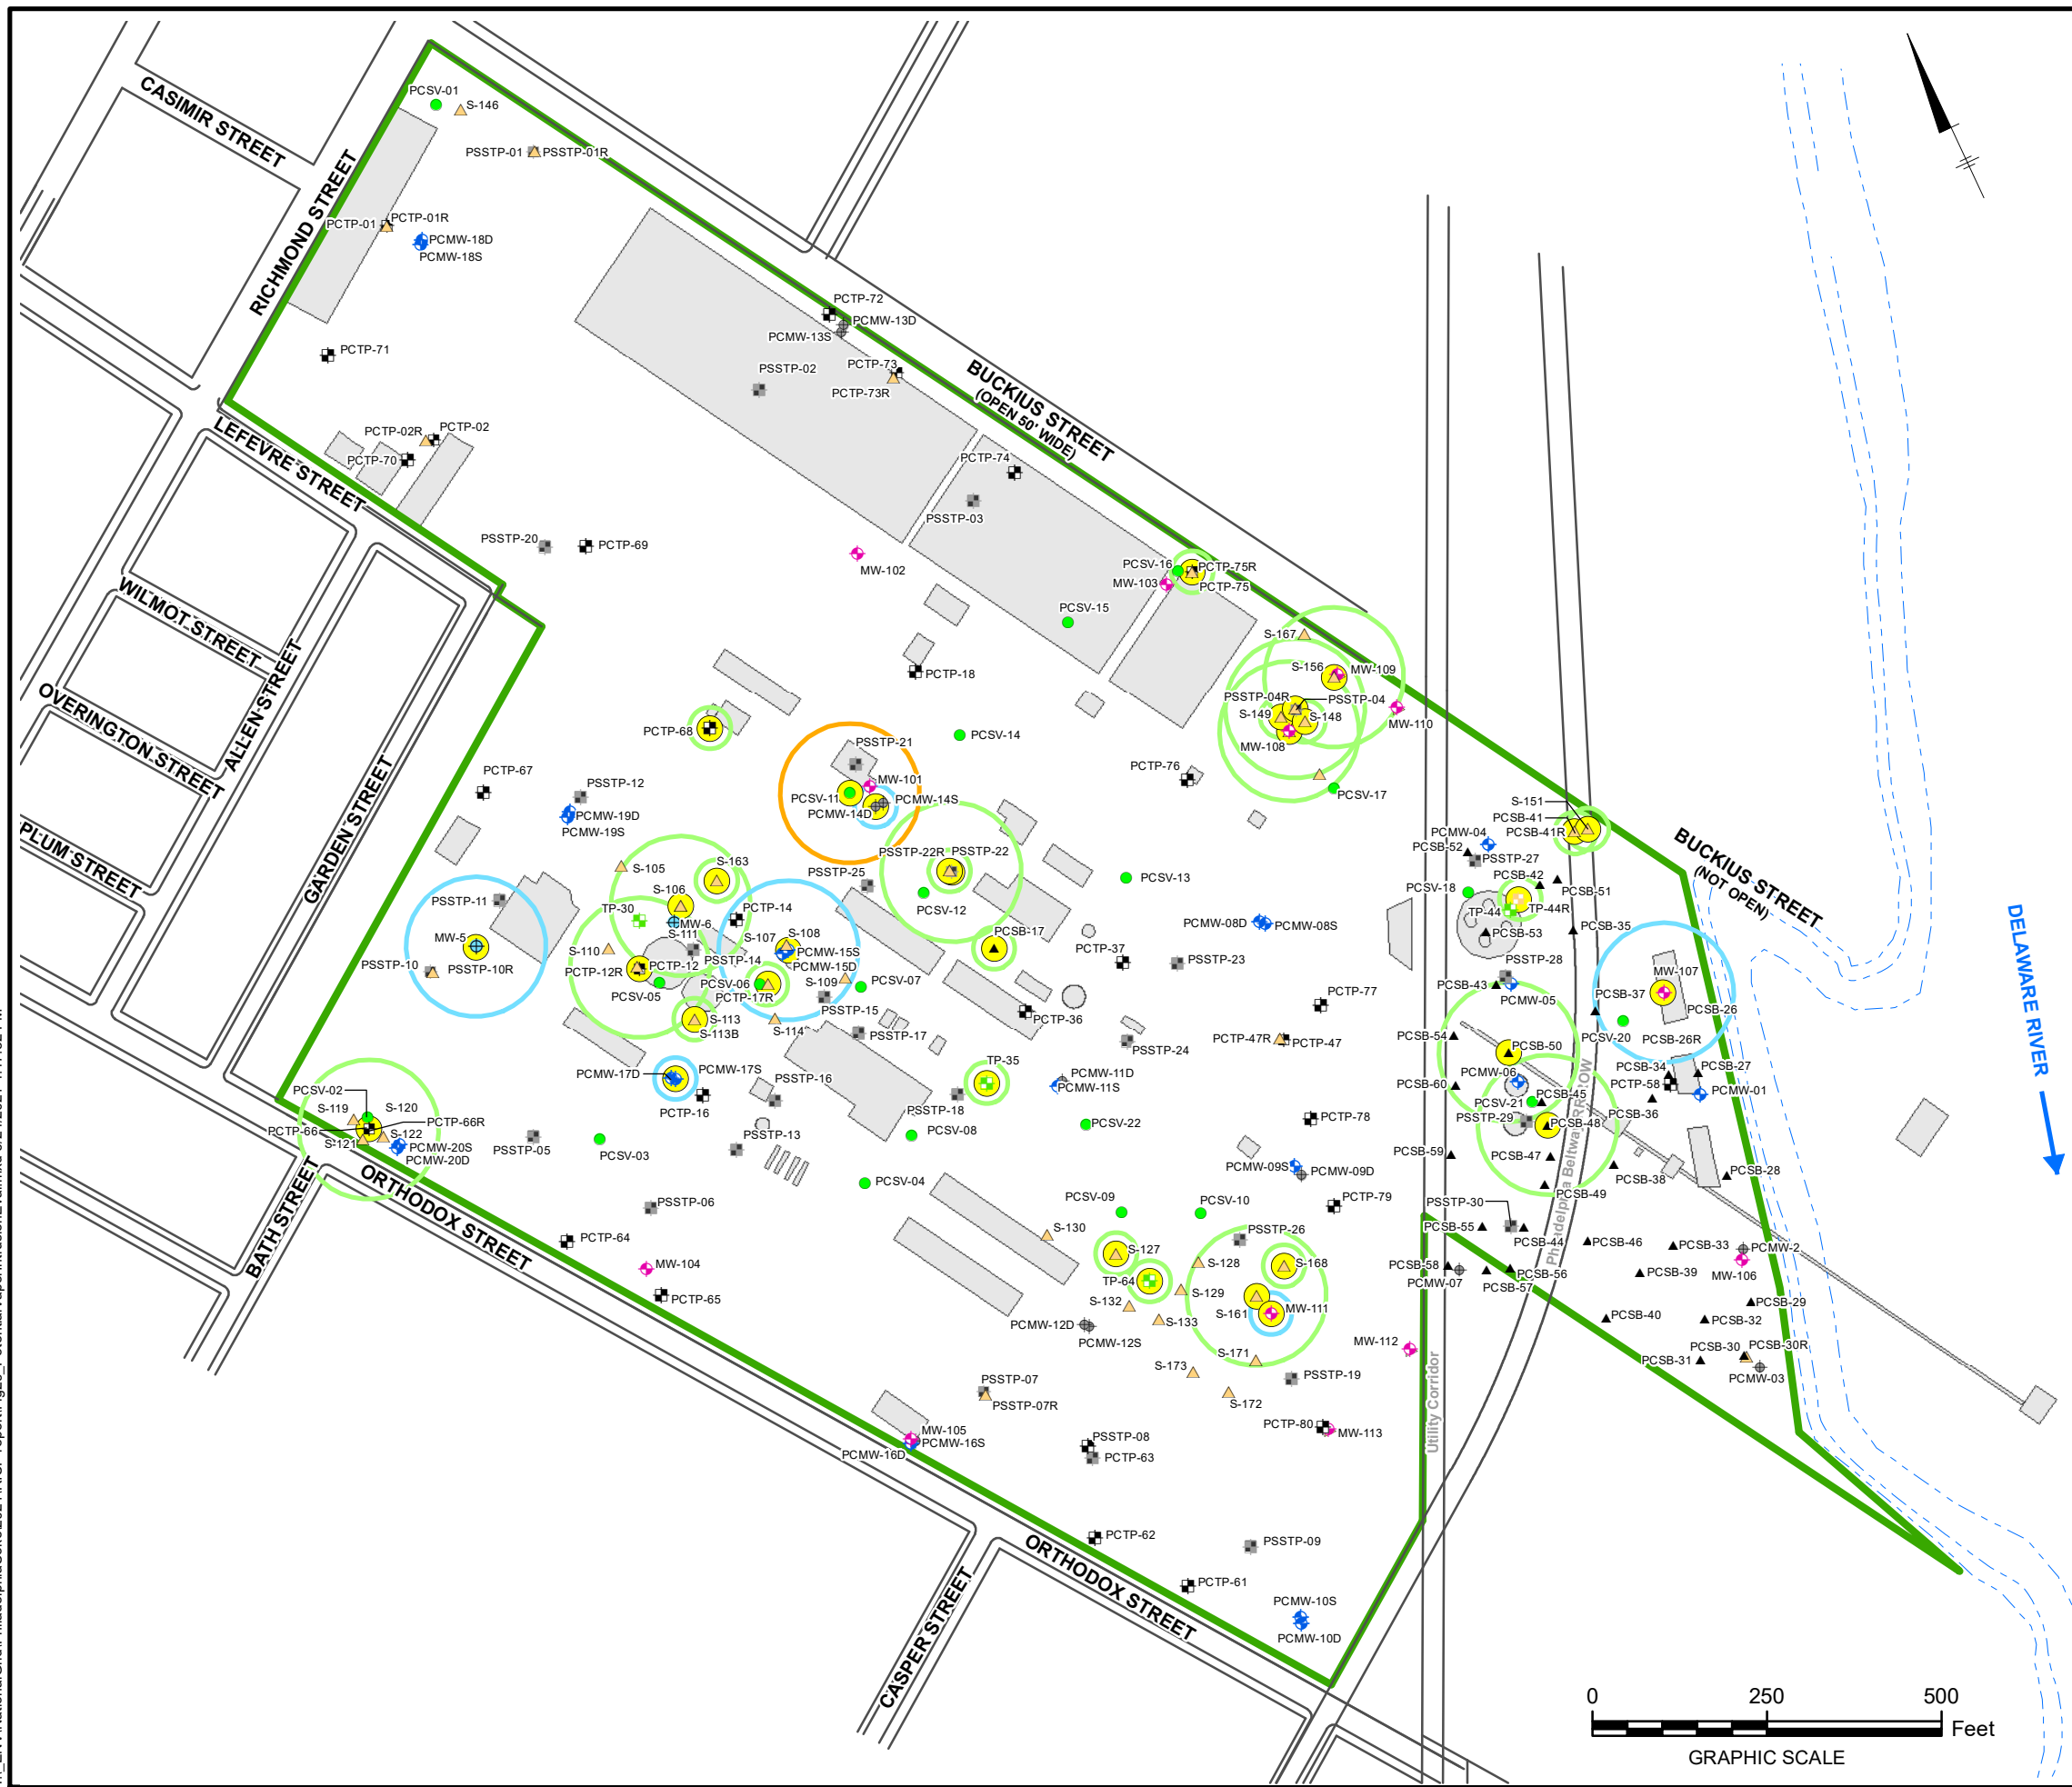 PCSV-01
S-146
CASIMIR STREET
PSSTP-01
PSSTP-01R
RICHMOND STREET
PCTP-01
PCTP-01R
PCMW-18D
PCMW-18S
PCTP-72
PCMW-13D
PCMW-13S
PCTP-71
PCTP-73
PSSTP-02
PCTP-73R
BUCKIUS STREET
(OPEN 50' WIDE)
PCTP-02R
PCTP-02
PCTP-70
LEFEVRE STREET
PCTP-74
PSSTP-03
PSSTP-20
PCTP-69
MW-102
PCSV-16
PCTP-75R
MW-103
PCTP-75
PCSV-15
WILMOT STREET
S-167
S-156
MW-109
PCTP-18
PSSTP-04R
PSSTP-04
S-149
S-148
MW-110
MW-108
OVERINGTON STREET
ALLEN STREET
PCTP-68
PCSV-14
PSSTP-21
PCTP-67
PSSTP-12
MW-101
PCTP-76
PCSV-11
PCMW-14S
PCMW-14D
PCSV-17
PCMW-19D
PCMW-19S
S-151
PCSB-41
PCSB-41R
PCMW-04
PCSB-52
PSSTP-27
BUCKIUS STREET
(NOT OPEN)
PLUM STREET
GARDEN STREET
S-105
S-163
PSSTP-22R
PSSTP-22
PSSTP-25
PCSV-13
PCSB-42
PCSB-51
PCSV-18
PCSV-12
PSSTP-11
S-106
TP-30
MW-6
PCTP-14
TP-44
TP-44R
PCMW-08D
PCMW-08S
PCSB-35
PCSB-53
DELAWARE RIVER
MW-5
S-111
S-107
S-108
PCSB-17
S-110
PCMW-15S
PSSTP-14
PCMW-15D
PCTP-37
PSSTP-23
PSSTP-28
PSSTP-10
PSSTP-10R
PCTP-12R
PCTP-12
MW-107
PCSV-05
PCSV-06
S-109
PCSV-07
PCTP-17R
PCSB-43
PCMW-05
PCSB-37
PSSTP-15
PCTP-77
PCSB-26
S-113
S-114
PCTP-36
S-113B
PSSTP-17
PCSB-54
PCSV-20
PCSB-26R
PCTP-47R
PCTP-47
PSSTP-24
PCSB-50
TP-35
PCSB-34
PCSB-27
PCMW-17D
PCMW-17S
PSSTP-16
PCMW-11D
PCMW-11S
PCSB-60
PCMW-06
PCTP-58
PCMW-01
PCSV-02
PCTP-16
PSSTP-18
PCSV-21
PCSB-45
PCSB-36
S-119
S-120
PCTP-66R
PCTP-66
S-122
S-121
PCMW-20S
PCMW-20D
PSSTP-05
PCSV-03
PSSTP-13
PCSV-08
PCSV-22
PCTP-78
PSSTP-29
PCSB-48
PCSB-59
PCSB-47
PCSB-38
PCSB-28
PCMW-09S
PCMW-09D
PCSV-04
PCSB-49
ORTHODOX STREET
BATH STREET
PSSTP-06
PCSV-09
PCSV-10
PCTP-79
PSSTP-30
S-130
PSSTP-26
PCSB-55
PCSB-44
PCTP-64
S-127
S-128
PCSB-46
PCSB-33
PCMW-2
MW-104
TP-64
S-168
PCSB-58
PCSB-56
PCMW-07
PCSB-57
PCSB-39
MW-106
PCTP-65
S-129
S-132
S-161
MW-111
PCSB-29
S-133
PCSB-40
PCSB-32
PCMW-12D
PCMW-12S
MW-112
PCSB-30
PCSB-30R
S-171
PCSB-31
PCMW-03
S-173
PSSTP-19
PSSTP-07
PSSTP-07R
S-172
Utility Corridor
MW-105
PCMW-16S
PCMW-16D
PCTP-80
MW-113
PSSTP-08
PCTP-63
PCTP-62
PSSTP-09
ORTHODOX STREET
PCTP-61
CASPER STREET
PCMW-10S
PCMW-10D
0 250 500
Feet
GRAPHIC SCALE